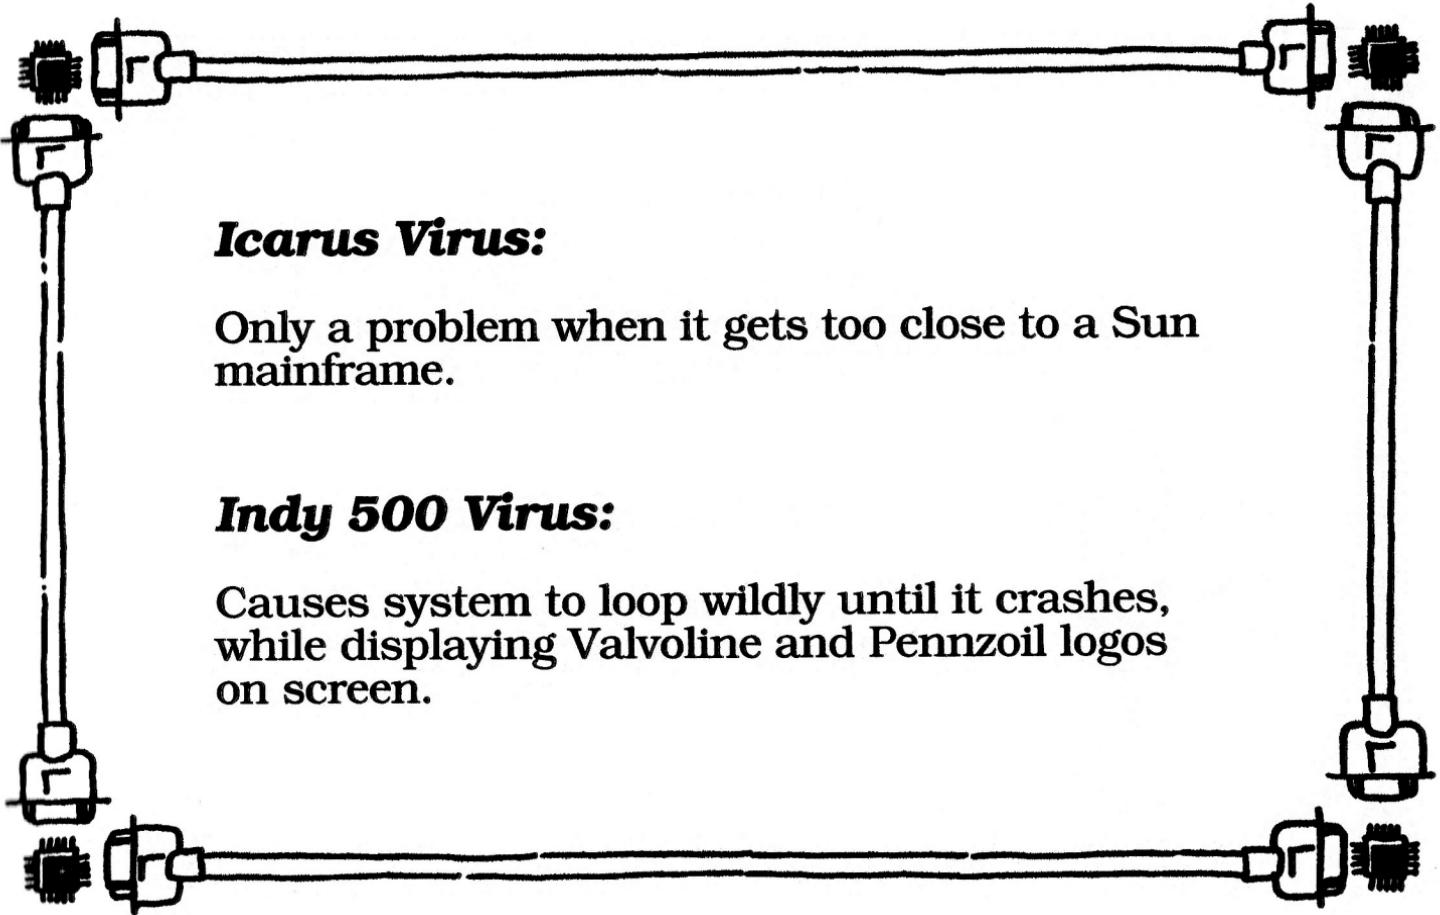 Icarus Virus:
Only a problem when it gets too close to a Sun
mainframe.
Indy 500 Virus:
Causes system to loop wildly until it crashes,
while displaying Valvoline and Pennzoil logos
on screen.